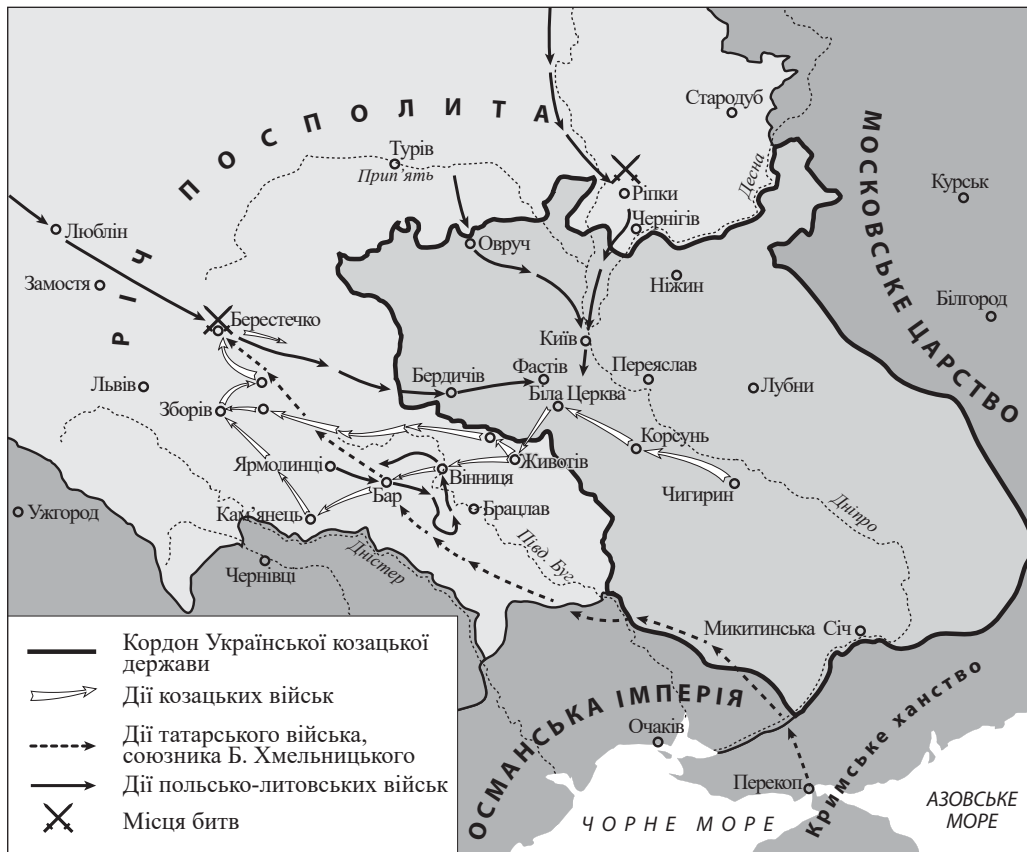 РІЧ ПОСПОЛИТА
Стародуб
Турів
Прип’ять
Десна
МОСКОВСЬКЕ ЦАРСТВО
Ріпки
Курськ
Чернігів
Люблін
Овруч
Ніжин
Замостя
Білгород
Берестечко
Київ
Переяслав
Фастів
Бердичів
Львів
Лубни
Біла Церква
Зборів
Корсунь
Ярмолинці
Животів
Вінниця
Бар
Чигирин
Ужгород
Кам’янець
Брацлав
Дніпро
Півд. Буг
Дністер
Чернівці
Микитинська Січ
ОСМАНСЬКА ІМПЕРІЯ
Кримське ханство
Очаків
Перекоп
ЧОРНЕ МОРЕ
АЗОВСЬКЕ
МОРЕ
Кордон Української козацької
держави
Дії козацьких військ
Дії татарського війська,
союзника Б. Хмельницького
Дії польсько-литовських військ
Місця битв